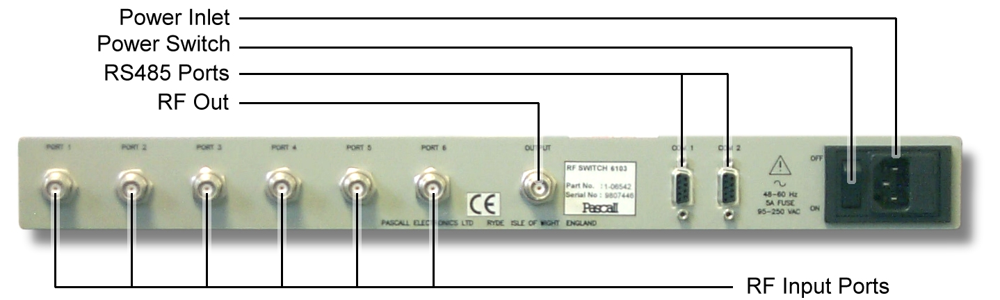 Power Inlet
Power Switch
RS485 Ports
RF Out
PORT 1
PORT 2
PORT 3
PORT 4
PORT 5
PORT 6
OUTPUT
COM 1
COM 2
OFF
RF SWITCH 6103
Part No. : 1-06542
Serial No : 9807446
Pascall
CE
48-60 Hz
5A FUSE
95-250 VAC
ON
PASCALL ELECTRONICS LTD RYDE ISLE OF WIGHT ENGLAND
RF Input Ports